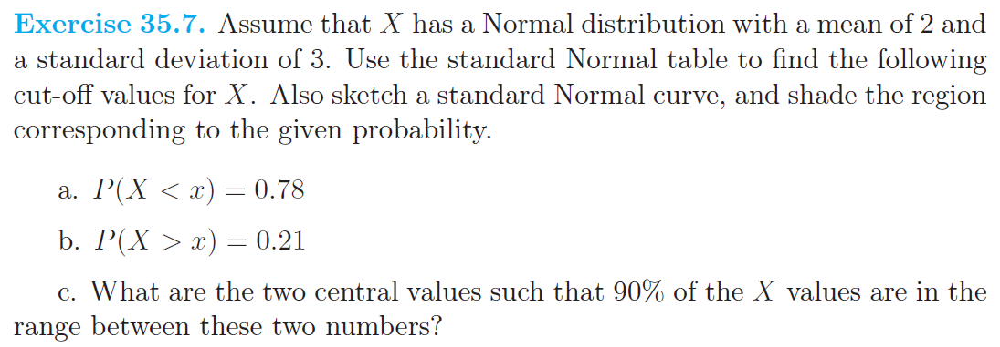 Exercise 35.7. Assume that X has a Normal distribution with a mean of 2 and
a standard deviation of 3. Use the standard Normal table to find the following
cut-off values for X. Also sketch a standard Normal curve, and shade the region
corresponding to the given probability.
a. P(X < x) = 0.78
b. P(X > x) = 0.21
c. What are the two central values such that 90% of the X values are in the
range between these two numbers?